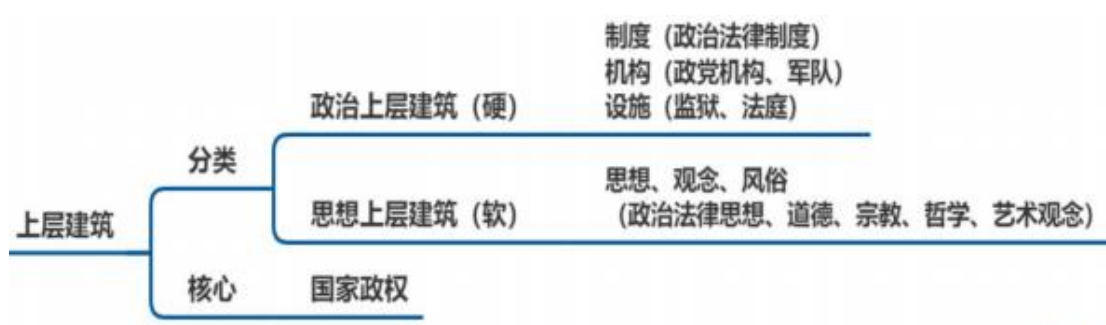 制度（政治法律制度）
机构（政党机构、军队）
政治上层建筑（硬）
设施（监狱、法庭）
分类
思想、观念、风俗
思想上层建筑（软）
（政治法律思想、道德、宗教、哲学、艺术观念）
上层建筑
核心
国家政权